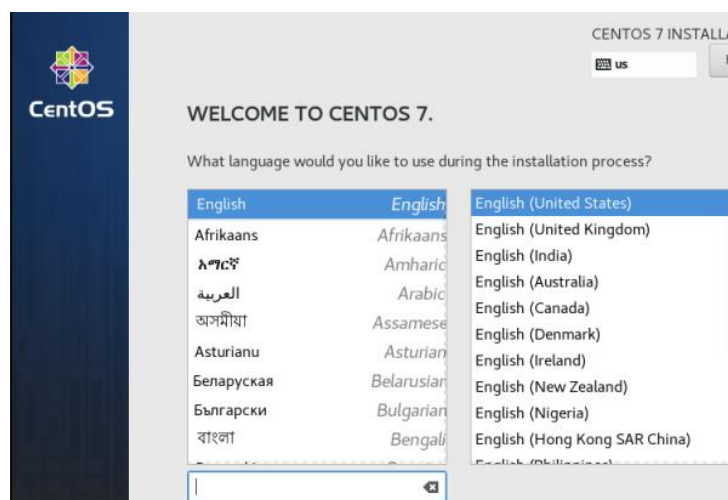 CENTOS 7 INSTALLA
us
CentOS
WELCOME TO CENTOS 7.
What language would you like to use during the installation process?
English English
Afrikaans Afrikaans
አማርኛ Amharic
العربية Arabic
অসমীয়া Assamese
Asturianu Asturian
Беларуская Belarusian
Български Bulgarian
বাংলা Bengali
English (United States)
English (United Kingdom)
English (India)
English (Australia)
English (Canada)
English (Denmark)
English (Ireland)
English (New Zealand)
English (Nigeria)
English (Hong Kong SAR China)
English (Philippines)